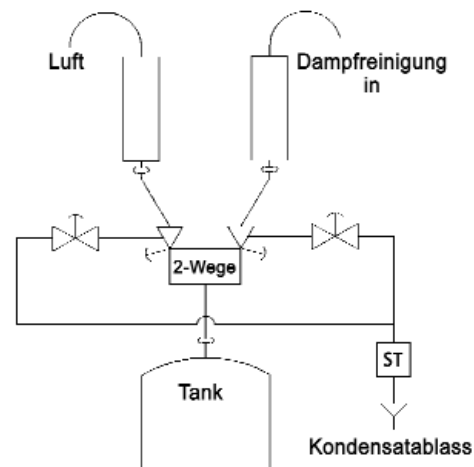 Luft
Dampfreinigung
in
2-Wege
ST
Tank
Kondensatablass